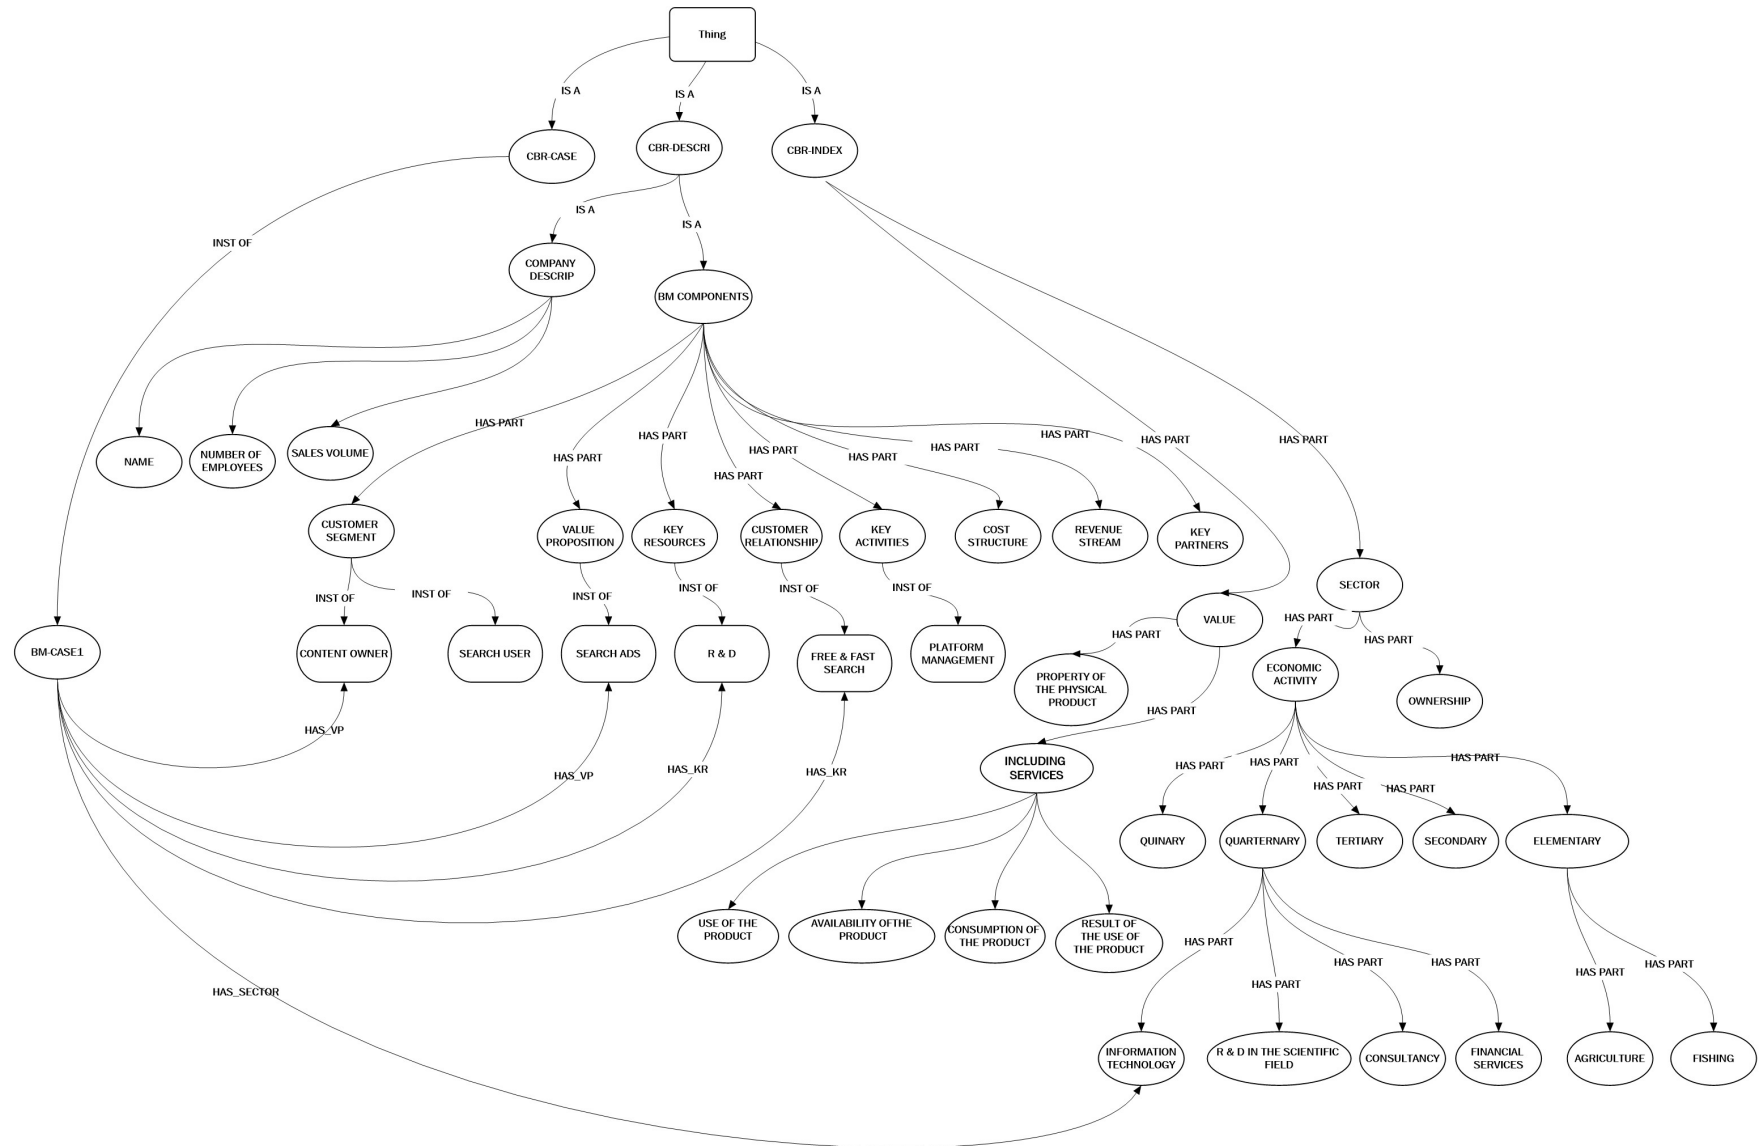 Thing
IS A
IS A
IS A
CBR-CASE
CBR-DESCRI
CBR-INDEX
IS A
IS A
INST OF
COMPANY
DESCRIP
BM COMPONENTS
HAS PART
HAS PART
HAS PART
HAS PART
HAS PART
HAS PART
HAS PART
HAS PART
HAS PART
HAS PART
NAME
NUMBER OF
EMPLOYEES
SALES VOLUME
CUSTOMER
SEGMENT
VALUE
PROPOSITION
KEY
RESOURCES
CUSTOMER
RELATIONSHIP
KEY
ACTIVITIES
COST
STRUCTURE
REVENUE
STREAM
KEY
PARTNERS
SECTOR
INST OF
INST OF
INST OF
INST OF
INST OF
INST OF
VALUE
HAS PART
HAS PART
HAS PART
BM-CASE1
CONTENT OWNER
SEARCH USER
SEARCH ADS
R & D
FREE & FAST
SEARCH
PLATFORM
MANAGEMENT
PROPERTY OF
THE PHYSICAL
PRODUCT
ECONOMIC
ACTIVITY
OWNERSHIP
HAS PART
HAS_VP
HAS_VP
HAS_KR
HAS_KR
INCLUDING
SERVICES
HAS PART
HAS PART
HAS PART
HAS PART
HAS PART
QUINARY
QUARTERNARY
TERTIARY
SECONDARY
ELEMENTARY
USE OF THE
PRODUCT
AVAILABILITY OFTHE
PRODUCT
CONSUMPTION OF
THE PRODUCT
RESULT OF
THE USE OF
THE PRODUCT
HAS PART
HAS PART
HAS PART
HAS PART
HAS PART
HAS PART
HAS_SECTOR
INFORMATION
TECHNOLOGY
R & D IN THE SCIENTIFIC
FIELD
CONSULTANCY
FINANCIAL
SERVICES
AGRICULTURE
FISHING